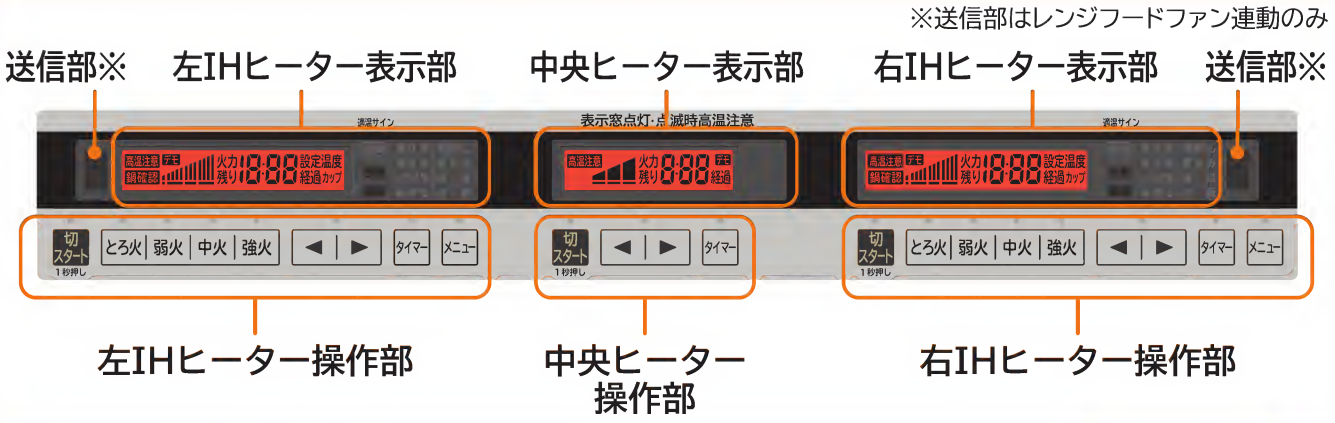 ※送信部はレンジフードファン連動のみ
送信部※ 左IHヒーター表示部 中央ヒーター表示部 右IHヒーター表示部 送信部※
適温サイン 表示窓点灯・点滅時高温注意 適温サイン
高温注意 デモ 火力 18:88 設定温度
鍋確認 残り 経過カップ
高温注意 火力 8:88 デモ
残り 経過
高温注意 デモ 火力 18:88 設定温度
鍋確認 残り 経過カップ
切 とろ火 弱火 中火 強火 ◀ ▶ タイマー メニュー
スタート
1秒押し
切 ◀ ▶ タイマー
スタート
1秒押し
切 とろ火 弱火 中火 強火 ◀ ▶ タイマー メニュー
スタート
1秒押し
左IHヒーター操作部
中央ヒーター
操作部
右IHヒーター操作部